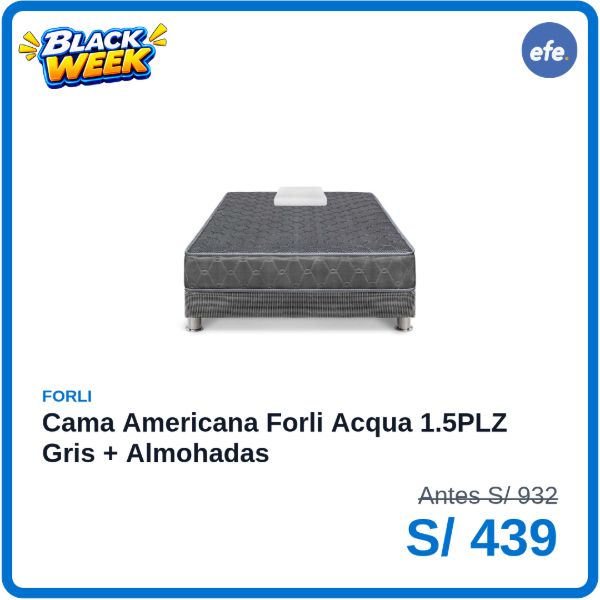 BLACK
WEEK
efe.
FORLI
Cama Americana Forli Acqua 1.5PLZ
Gris + Almohadas
Antes S/ 932
S/ 439